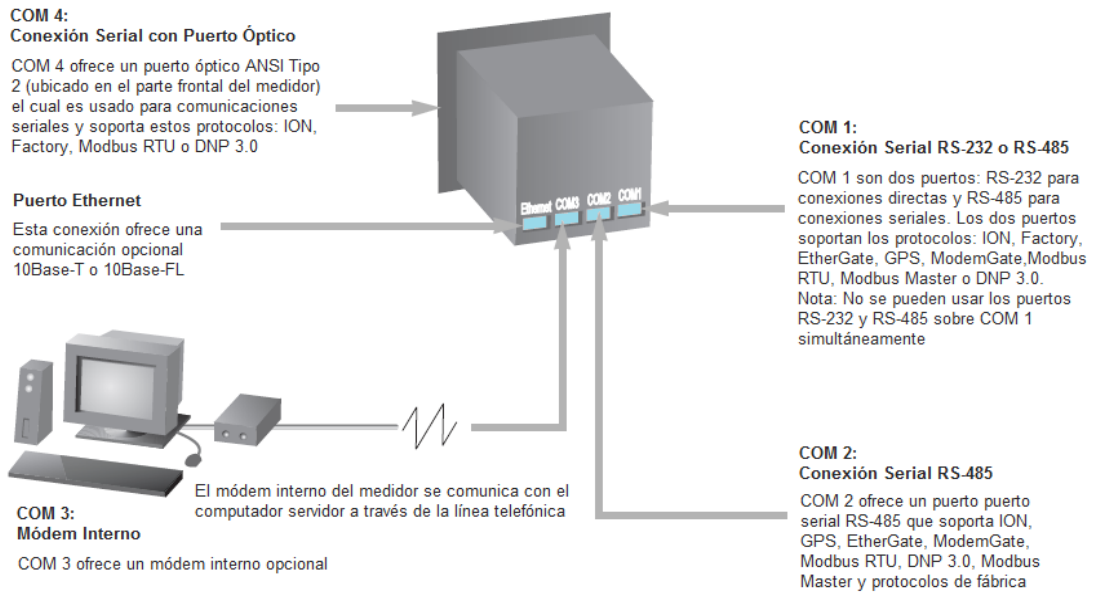 COM 4:
Conexión Serial con Puerto Óptico
COM 4 ofrece un puerto óptico ANSI Tipo
2 (ubicado en el parte frontal del medidor)
el cual es usado para comunicaciones
seriales y soporta estos protocolos: ION,
Factory, Modbus RTU o DNP 3.0
Puerto Ethernet
Esta conexión ofrece una
comunicación opcional
10Base-T o 10Base-FL
Ethernet COM3 COM2 COM1
COM 1:
Conexión Serial RS-232 o RS-485
COM 1 son dos puertos: RS-232 para
conexiones directas y RS-485 para
conexiones seriales. Los dos puertos
soportan los protocolos: ION, Factory,
EtherGate, GPS, ModemGate,Modbus
RTU, Modbus Master o DNP 3.0.
Nota: No se pueden usar los puertos
RS-232 y RS-485 sobre COM 1
simultáneamente
El módem interno del medidor se comunica con el
computador servidor a través de la línea telefónica
COM 3:
Módem Interno
COM 3 ofrece un módem interno opcional
COM 2:
Conexión Serial RS-485
COM 2 ofrece un puerto puerto
serial RS-485 que soporta ION,
GPS, EtherGate, ModemGate,
Modbus RTU, DNP 3.0, Modbus
Master y protocolos de fábrica